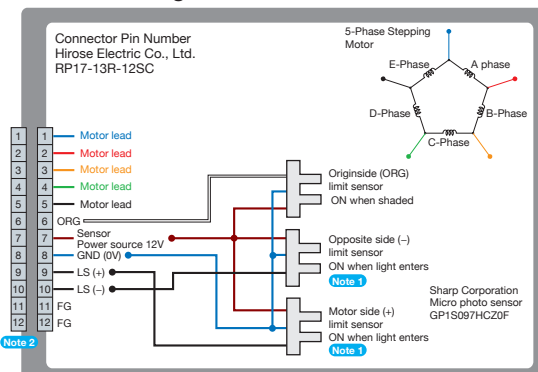 Connector Pin Number
Hirose Electric Co., Ltd.
RP17-13R-12SC
5-Phase Stepping
Motor
E-Phase
A phase
D-Phase
B-Phase
C-Phase
1 1 Motor lead
2 2 Motor lead
3 3 Motor lead
4 4 Motor lead
5 5 Motor lead
6 6 ORG
7 7 Sensor
Power source 12V
8 8 GND (0V)
9 9 LS (+)
10 10 LS (−)
11 11 FG
12 12 FG
Note 2
Originside (ORG)
limit sensor
ON when shaded
Opposite side (−)
limit sensor
ON when light enters
Note 1
Motor side (+)
limit sensor
ON when light enters
Note 1
Sharp Corporation
Micro photo sensor
GP1S097HCZ0F